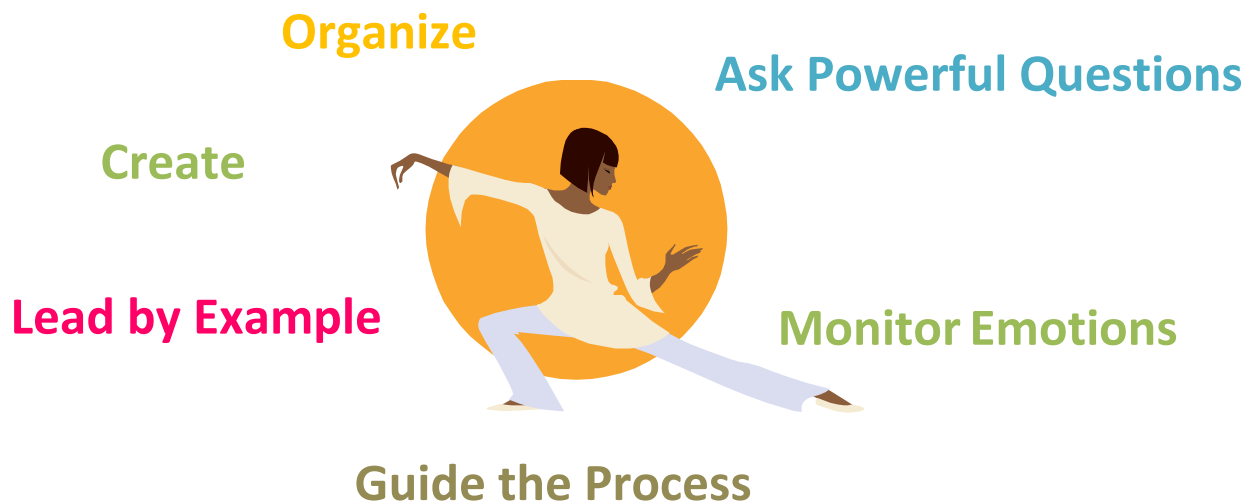 Organize
Ask Powerful Questions
Create
Lead by Example
Monitor Emotions
Guide the Process